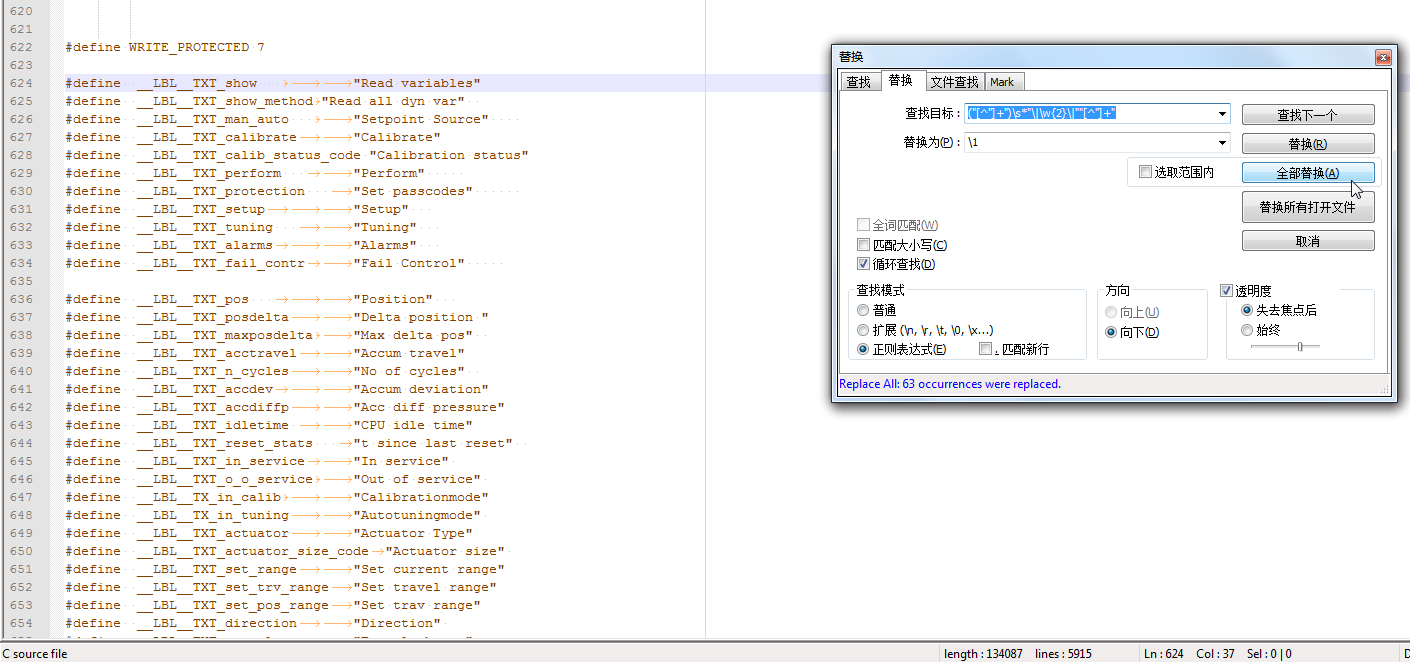 620
621
622 #define WRITE_PROTECTED 7
623
624 #define __LBL__TXT_show "Read variables"
625 #define __LBL__TXT_show_method "Read all dyn var"
626 #define __LBL__TXT_man_auto "Setpoint Source"
627 #define __LBL__TXT_calibrate "Calibrate"
628 #define __LBL__TXT_calib_status_code "Calibration status"
629 #define __LBL__TXT_perform "Perform"
630 #define __LBL__TXT_protection "Set passcodes"
631 #define __LBL__TXT_setup "Setup"
632 #define __LBL__TXT_tuning "Tuning"
633 #define __LBL__TXT_alarms "Alarms"
634 #define __LBL__TXT_fail_contr "Fail Control"
635
636 #define __LBL__TXT_pos "Position"
637 #define __LBL__TXT_posdelta "Delta position "
638 #define __LBL__TXT_maxposdelta "Max delta pos"
639 #define __LBL__TXT_acctravel "Accum travel"
640 #define __LBL__TXT_n_cycles "No of cycles"
641 #define __LBL__TXT_accdev "Accum deviation"
642 #define __LBL__TXT_accdiffp "Acc diff pressure"
643 #define __LBL__TXT_idletime "CPU idle time"
644 #define __LBL__TXT_reset_stats "t since last reset"
645 #define __LBL__TXT_in_service "In service"
646 #define __LBL__TXT_o_o_service "Out of service"
647 #define __LBL__TX_in_calib "Calibrationmode"
648 #define __LBL__TX_in_tuning "Autotuningmode"
649 #define __LBL__TXT_actuator "Actuator Type"
650 #define __LBL__TXT_actuator_size_code "Actuator size"
651 #define __LBL__TXT_set_range "Set current range"
652 #define __LBL__TXT_set_trv_range "Set travel range"
653 #define __LBL__TXT_set_pos_range "Set trav range"
654 #define __LBL__TXT_direction "Direction"
替换
查找 替换 文件查找 Mark
查找目标： ("[^"]+")\s*"\|\w{2}\|""[^"]+" 查找下一个
替换为(P)： \1 替换(R)
选取范围内 全部替换(A)
替换所有打开文件
全词匹配(W)
匹配大小写(C) 取消
循环查找(D)
查找模式 方向 透明度
普通 向上(U) 失去焦点后
扩展 (\n, \r, \t, \0, \x...) 向下(D) 始终
正则表达式(E) . 匹配新行
Replace All: 63 occurrences were replaced.
C source file length : 134087 lines : 5915 Ln : 624 Col : 37 Sel : 0 | 0